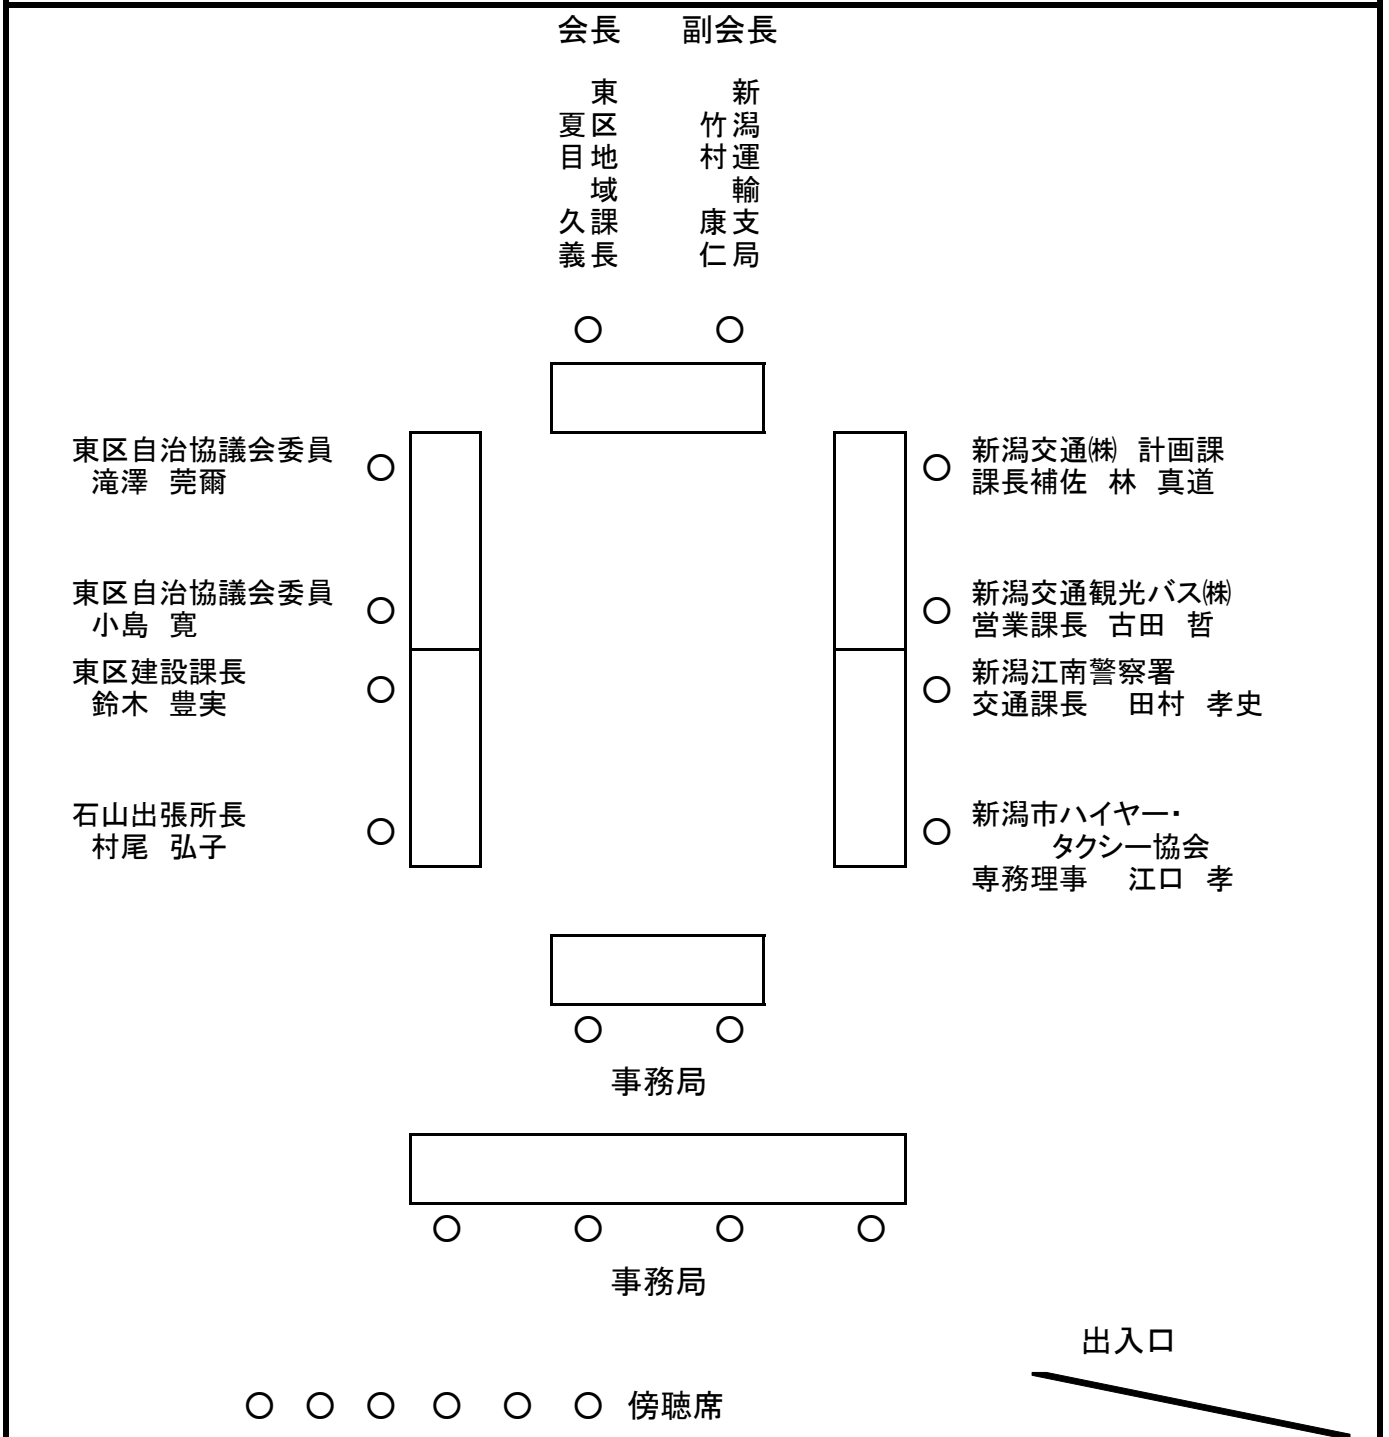 会長　副会長
東区地域課長
夏目　久義
新潟運輸支局
竹村　康仁
東区自治協議会委員
滝澤　莞爾
東区自治協議会委員
小島　寛
東区建設課長
鈴木　豊実
石山出張所長
村尾　弘子
新潟交通㈱　計画課
課長補佐　林　真道
新潟交通観光バス㈱
営業課長　古田　哲
新潟江南警察署
交通課長　田村　孝史
新潟市ハイヤー・
タクシー協会
専務理事　江口　孝
事務局
事務局
出入口
傍聴席